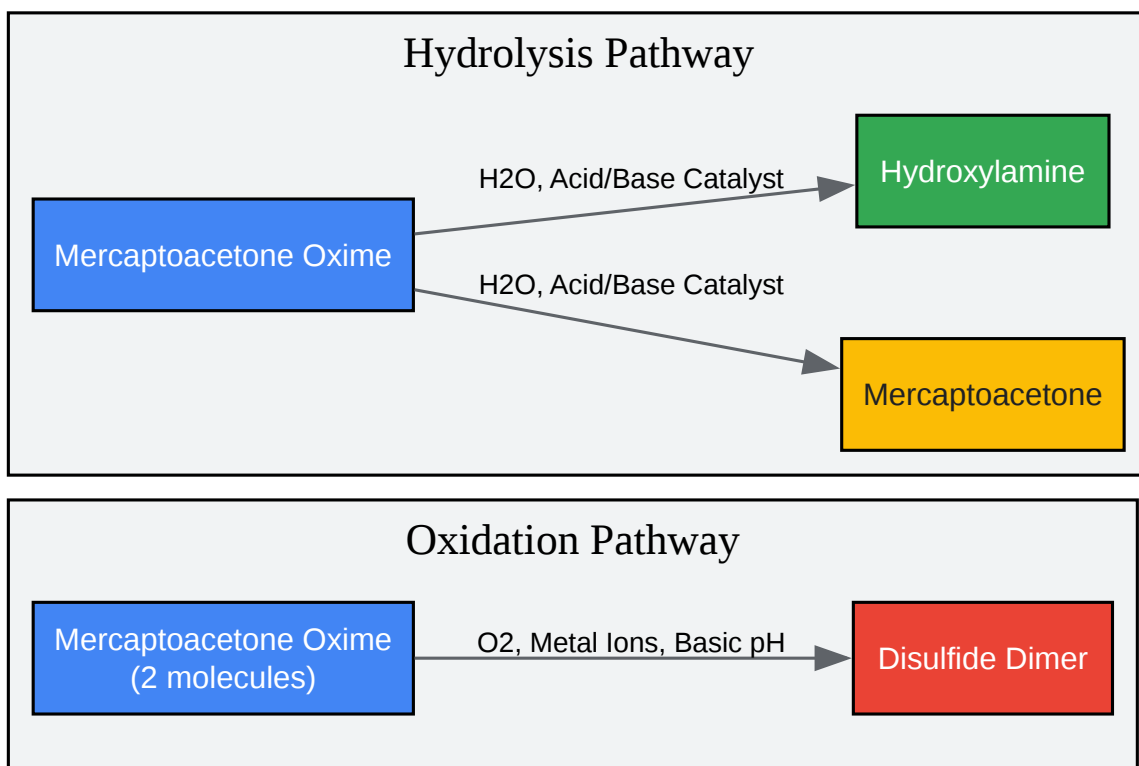 Hydrolysis Pathway
H2O, Acid/Base Catalyst
Hydroxylamine
Mercaptoacetone Oxime
H2O, Acid/Base Catalyst
Mercaptoacetone
Oxidation Pathway
Mercaptoacetone Oxime
(2 molecules)
O2, Metal Ions, Basic pH
Disulfide Dimer